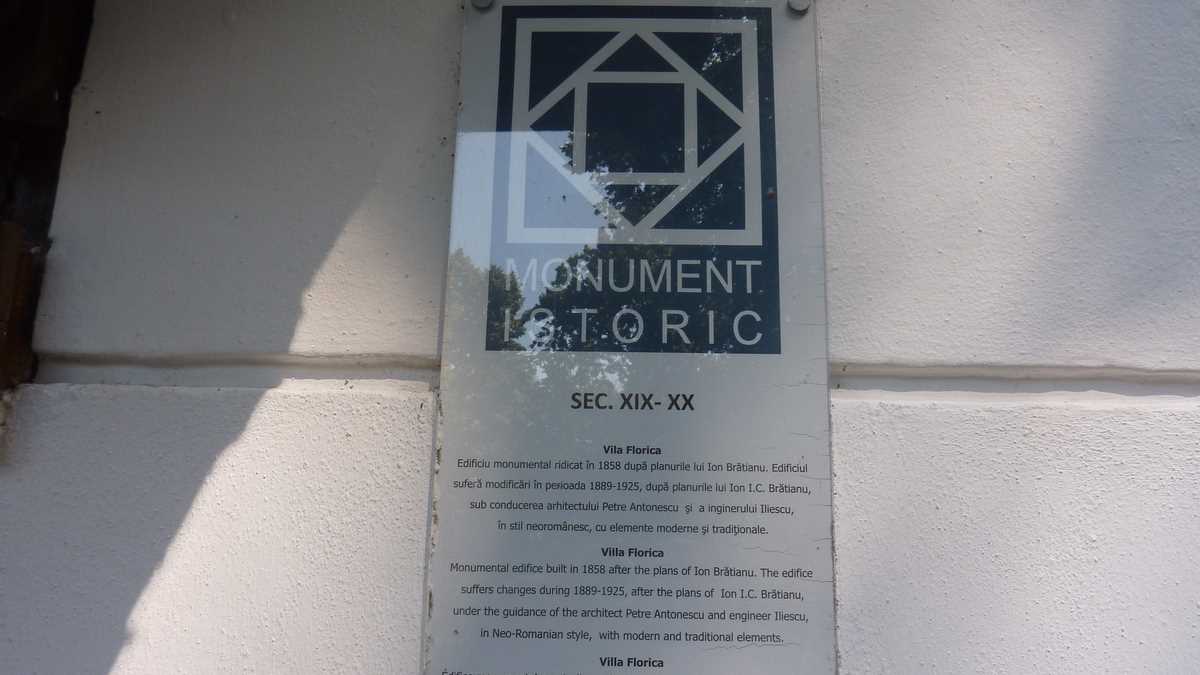 MONUMENT
ISTORIC
SEC. XIX- XX
Vila Florica
Edificiu monumental ridicat în 1858 după planurile lui Ion Brătianu. Edificiul
suferă modificări în perioada 1889-1925, după planurile lui Ion I.C. Brătianu,
sub conducerea arhitectului Petre Antonescu și a inginerului Iliescu,
în stil neoromânesc, cu elemente moderne și tradiționale.
Villa Florica
Monumental edifice built in 1858 after the plans of Ion Brătianu. The edifice
suffers changes during 1889-1925, after the plans of Ion I.C. Brătianu,
under the guidance of the architect Petre Antonescu and engineer Iliescu,
in Neo-Romanian style, with modern and traditional elements.
Villa Florica